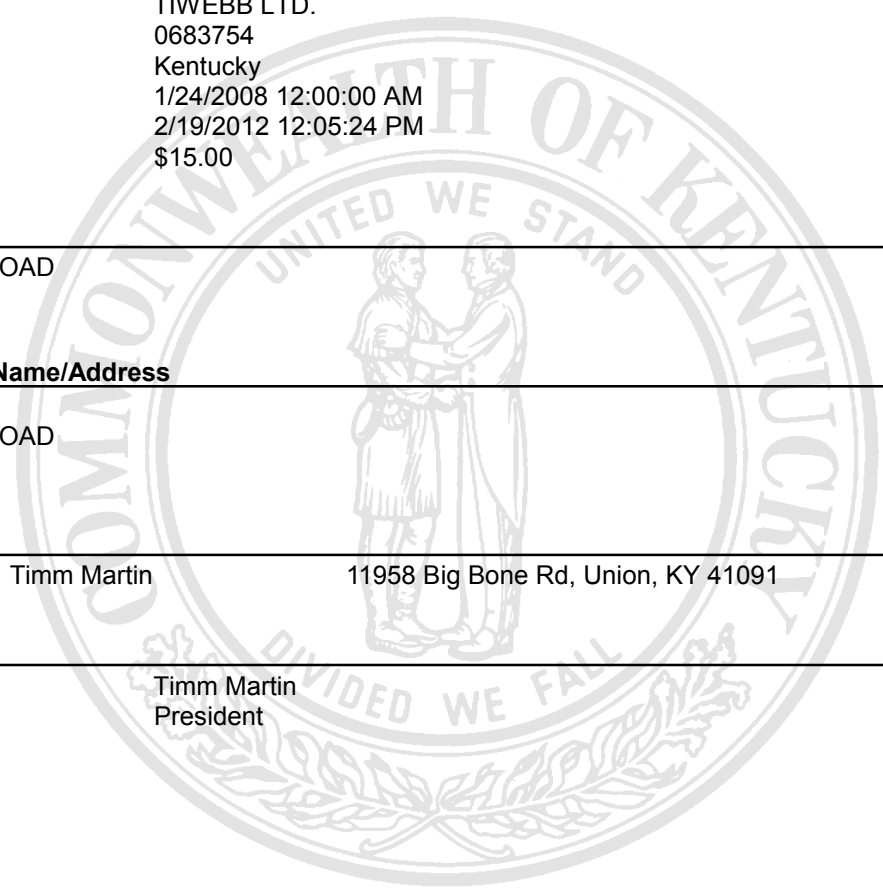 TIWEBB LTD.
0683754
Kentucky
1/24/2008 12:00:00 AM
2/19/2012 12:05:24 PM
$15.00
OAD
Name/Address
OAD
Timm Martin 11958 Big Bone Rd, Union, KY 41091
Timm Martin
President
COMMONWEALTH OF KENTUCKY
UNITED WE STAND
DIVIDED WE FALL